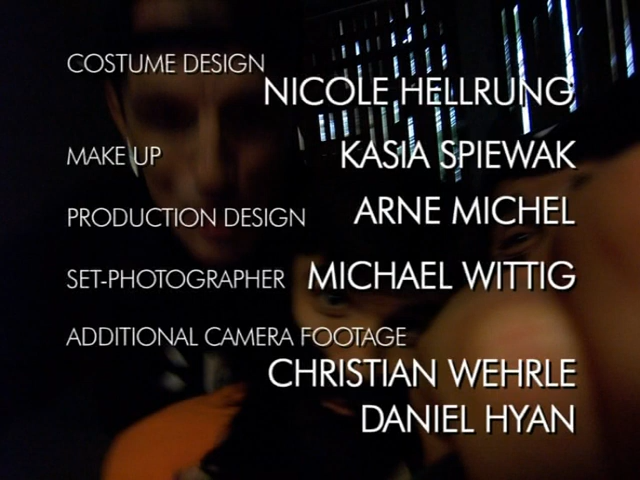 COSTUME DESIGN
NICOLE HELLRUNG
MAKE UP KASIA SPIEWAK
PRODUCTION DESIGN ARNE MICHEL
SET-PHOTOGRAPHER MICHAEL WITTIG
ADDITIONAL CAMERA FOOTAGE
CHRISTIAN WEHRLE
DANIEL HYAN